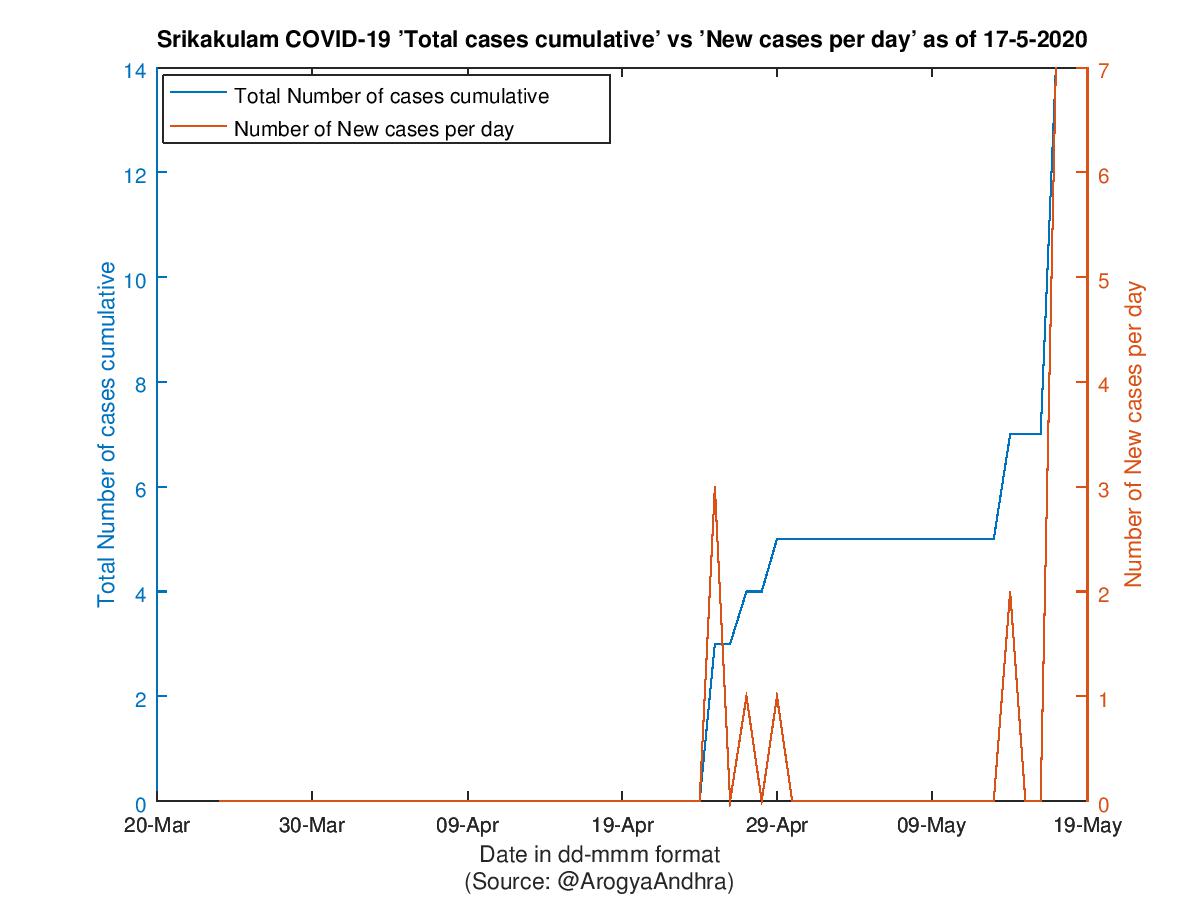 Srikakulam COVID-19 ’Total cases cumulative’ vs ’New cases per day’ as of 17-5-2020
Total Number of cases cumulative
Number of New cases per day
14
12
10
8
6
4
2
0
Total Number of cases cumulative
7
6
5
4
3
2
1
0
Number of New cases per day
20-Mar 30-Mar 09-Apr 19-Apr 29-Apr 09-May 19-May
Date in dd-mmm format
(Source: @ArogyaAndhra)